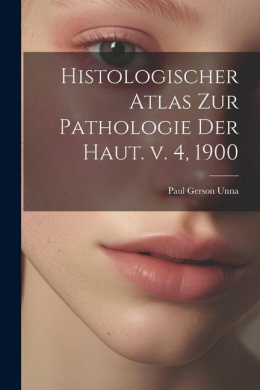 Histologischer
Atlas Zur
Pathologie Der
Haut. v. 4, 1900
Paul Gerson Unna